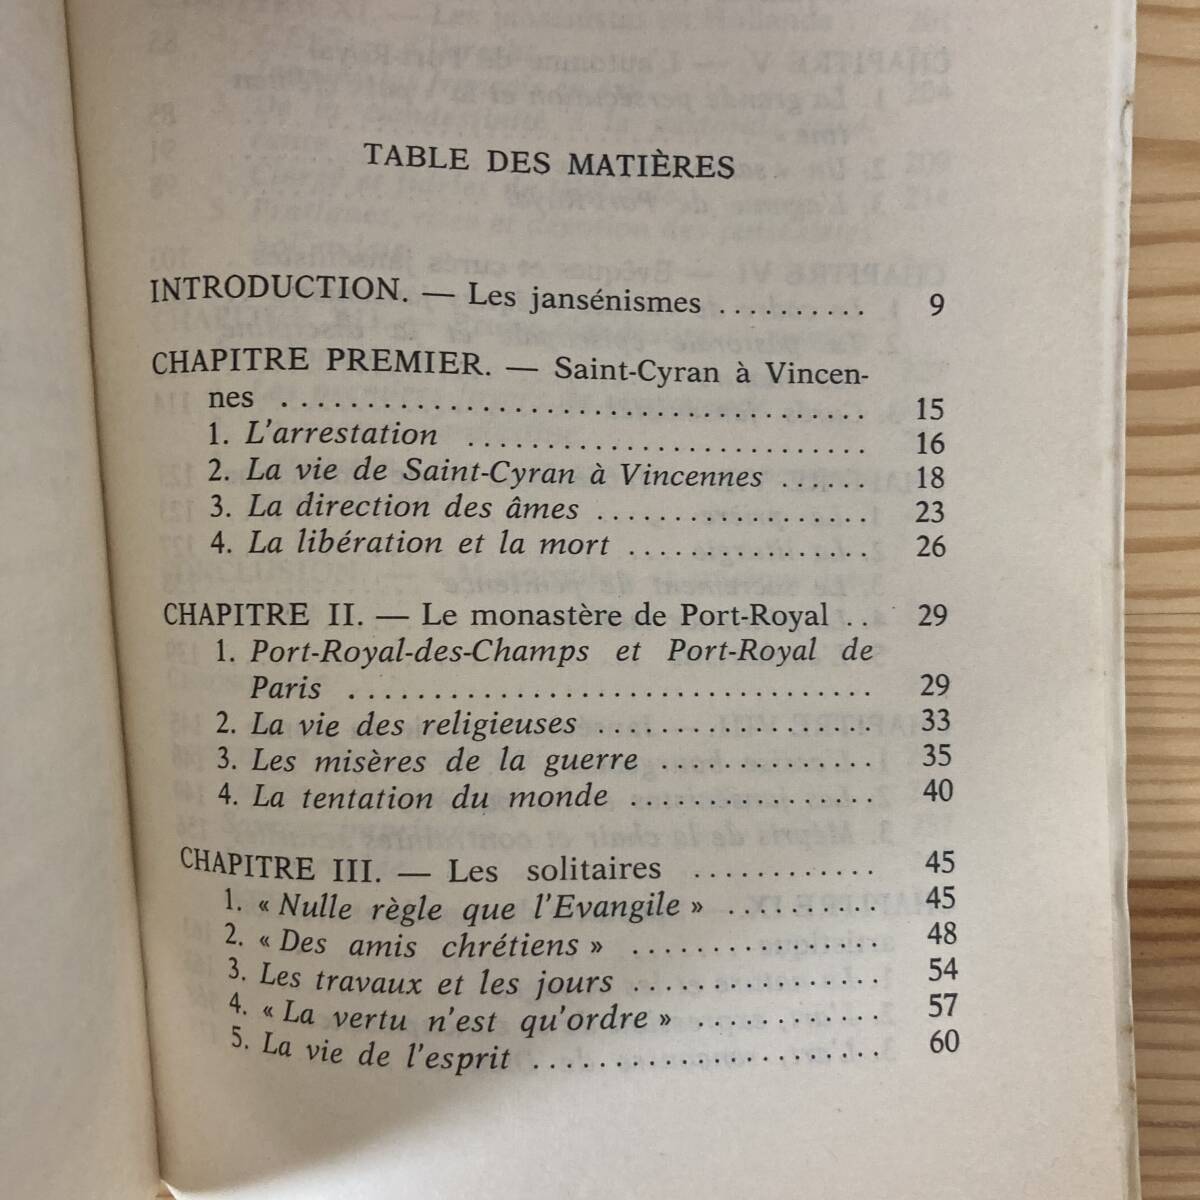 TABLE DES MATIÈRES
INTRODUCTION. — Les jansénismes .......... 9
CHAPITRE PREMIER. — Saint-Cyran à Vincen-
nes .................................... 15
1. L'arrestation ........................ 16
2. La vie de Saint-Cyran à Vincennes ...... 18
3. La direction des âmes ................. 23
4. La libération et la mort ............... 26
CHAPITRE II. — Le monastère de Port-Royal .. 29
1. Port-Royal-des-Champs et Port-Royal de
Paris ................................ 29
2. La vie des religieuses .................. 33
3. Les misères de la guerre .............. 35
4. La tentation du monde ................ 40
CHAPITRE III. — Les solitaires ............ 45
1. « Nulle règle que l'Evangile » .......... 45
2. « Des amis chrétiens » ................ 48
3. Les travaux et les jours ................ 54
4. « La vertu n'est qu'ordre » ............ 57
5. La vie de l'esprit ...................... 60